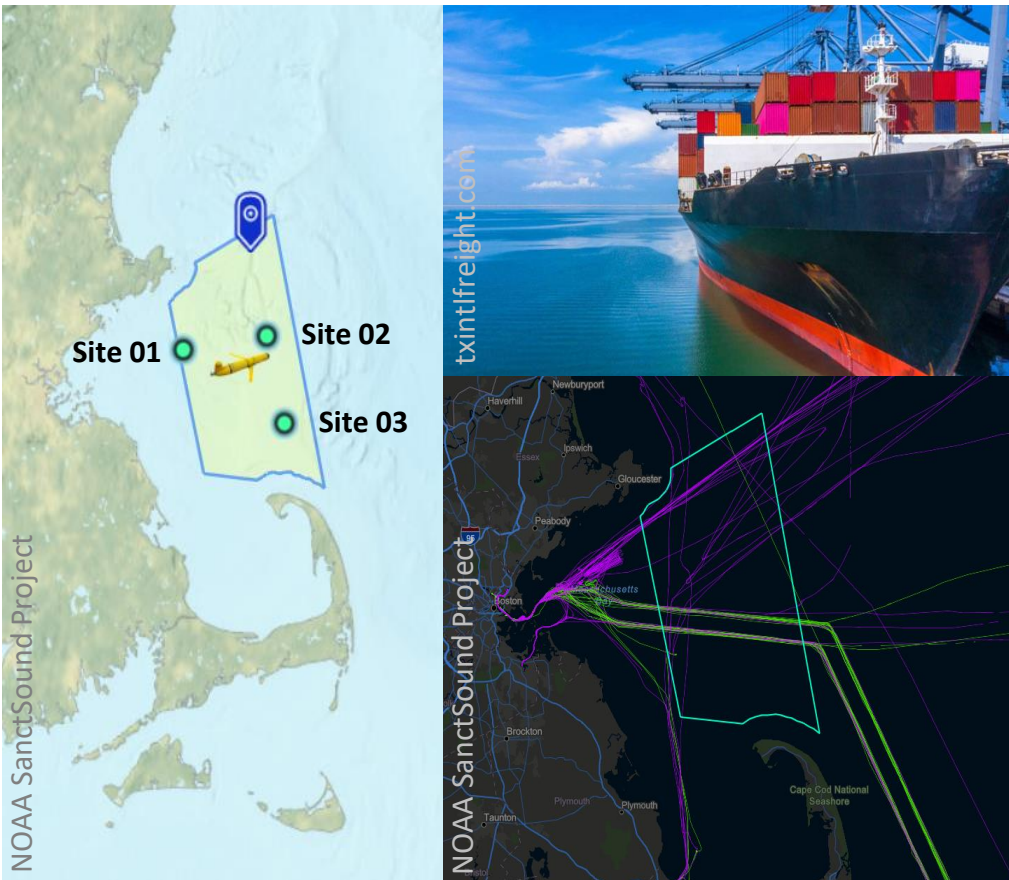 Site 01
Site 02
Site 03
NOAA SanctSound Project
txintlfreight.com
Newburyport
Haverhill
Ipswich
Essex
Gloucester
Peabody
95
Boston
Brockton
Cape Cod National
Seashore
Plymouth
Plymouth
Taunton
NOAA SanctSound Project